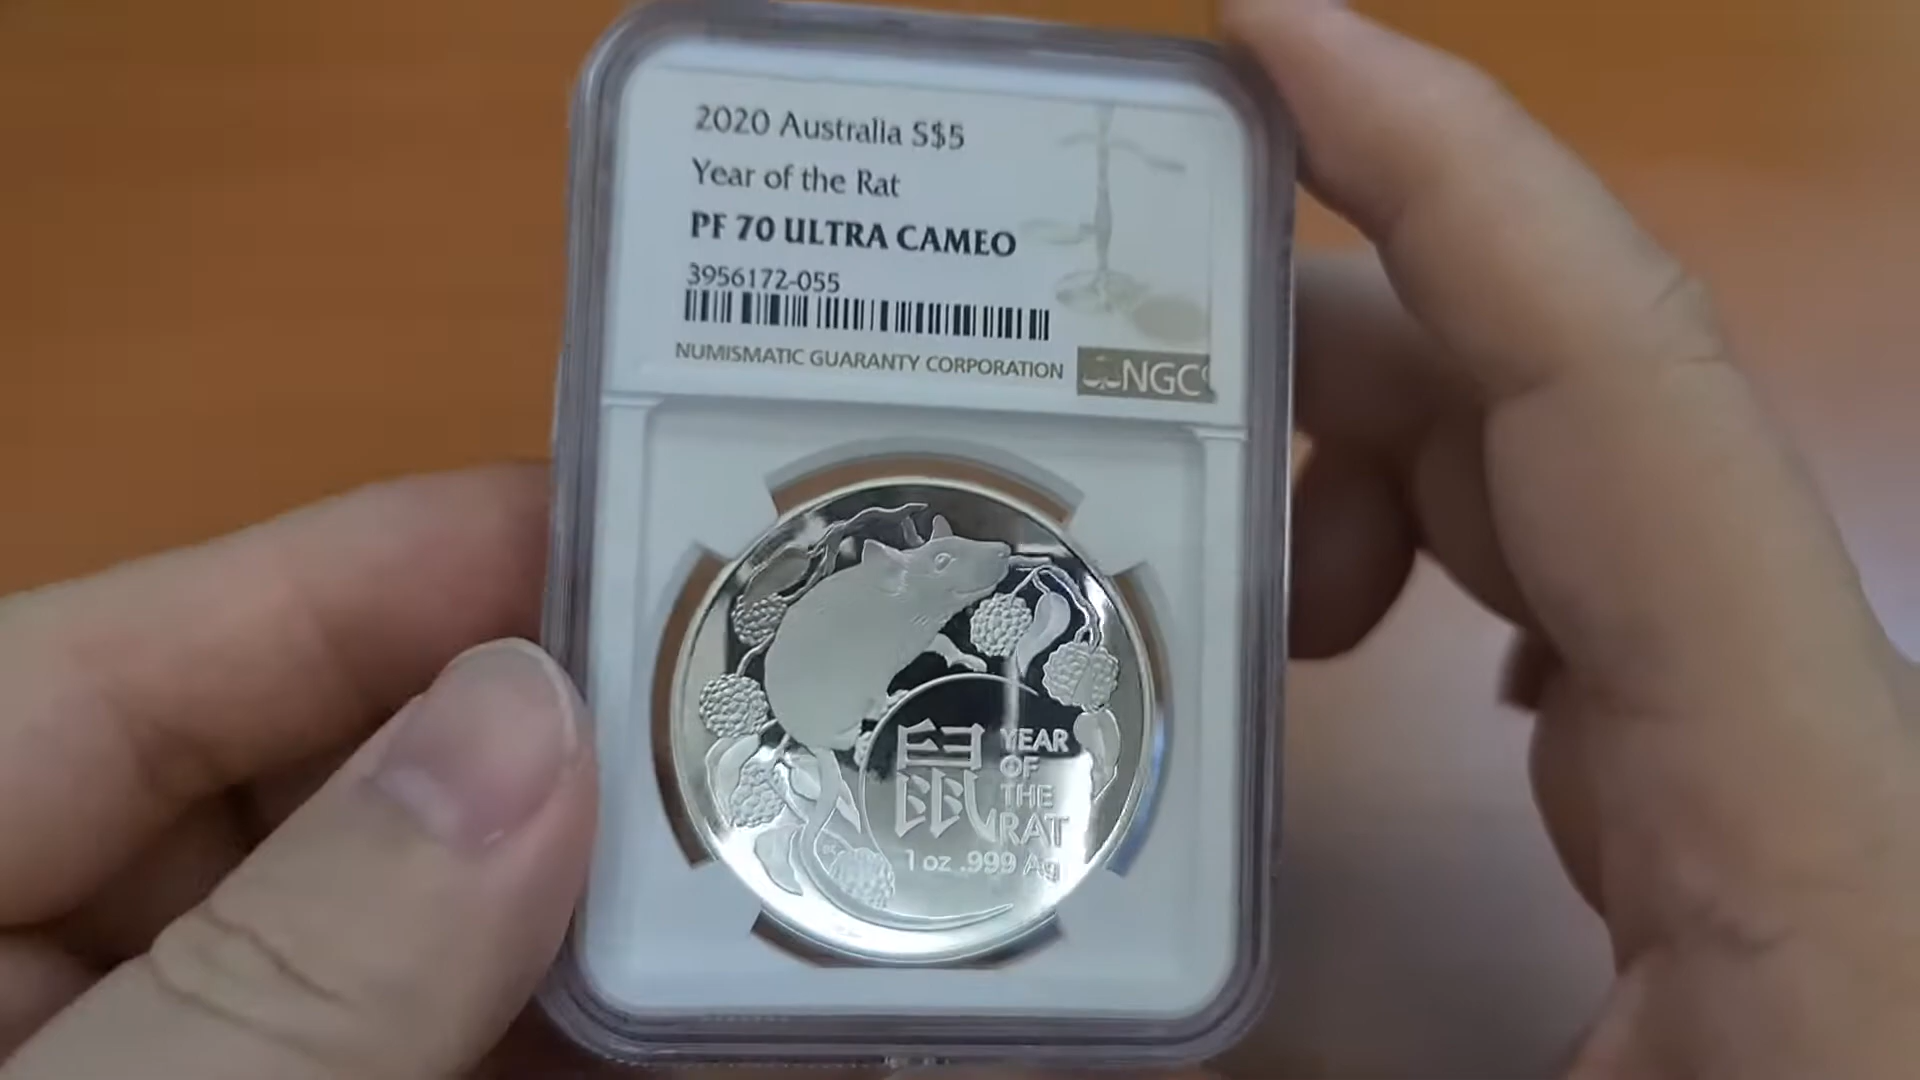 2020 Australia S$5
Year of the Rat
PF 70 ULTRA CAMEO
3956172-055
NUMISMATIC GUARANTY CORPORATION
NGC
鼠
YEAR
OF
THE
RAT
1 oz .999 Ag